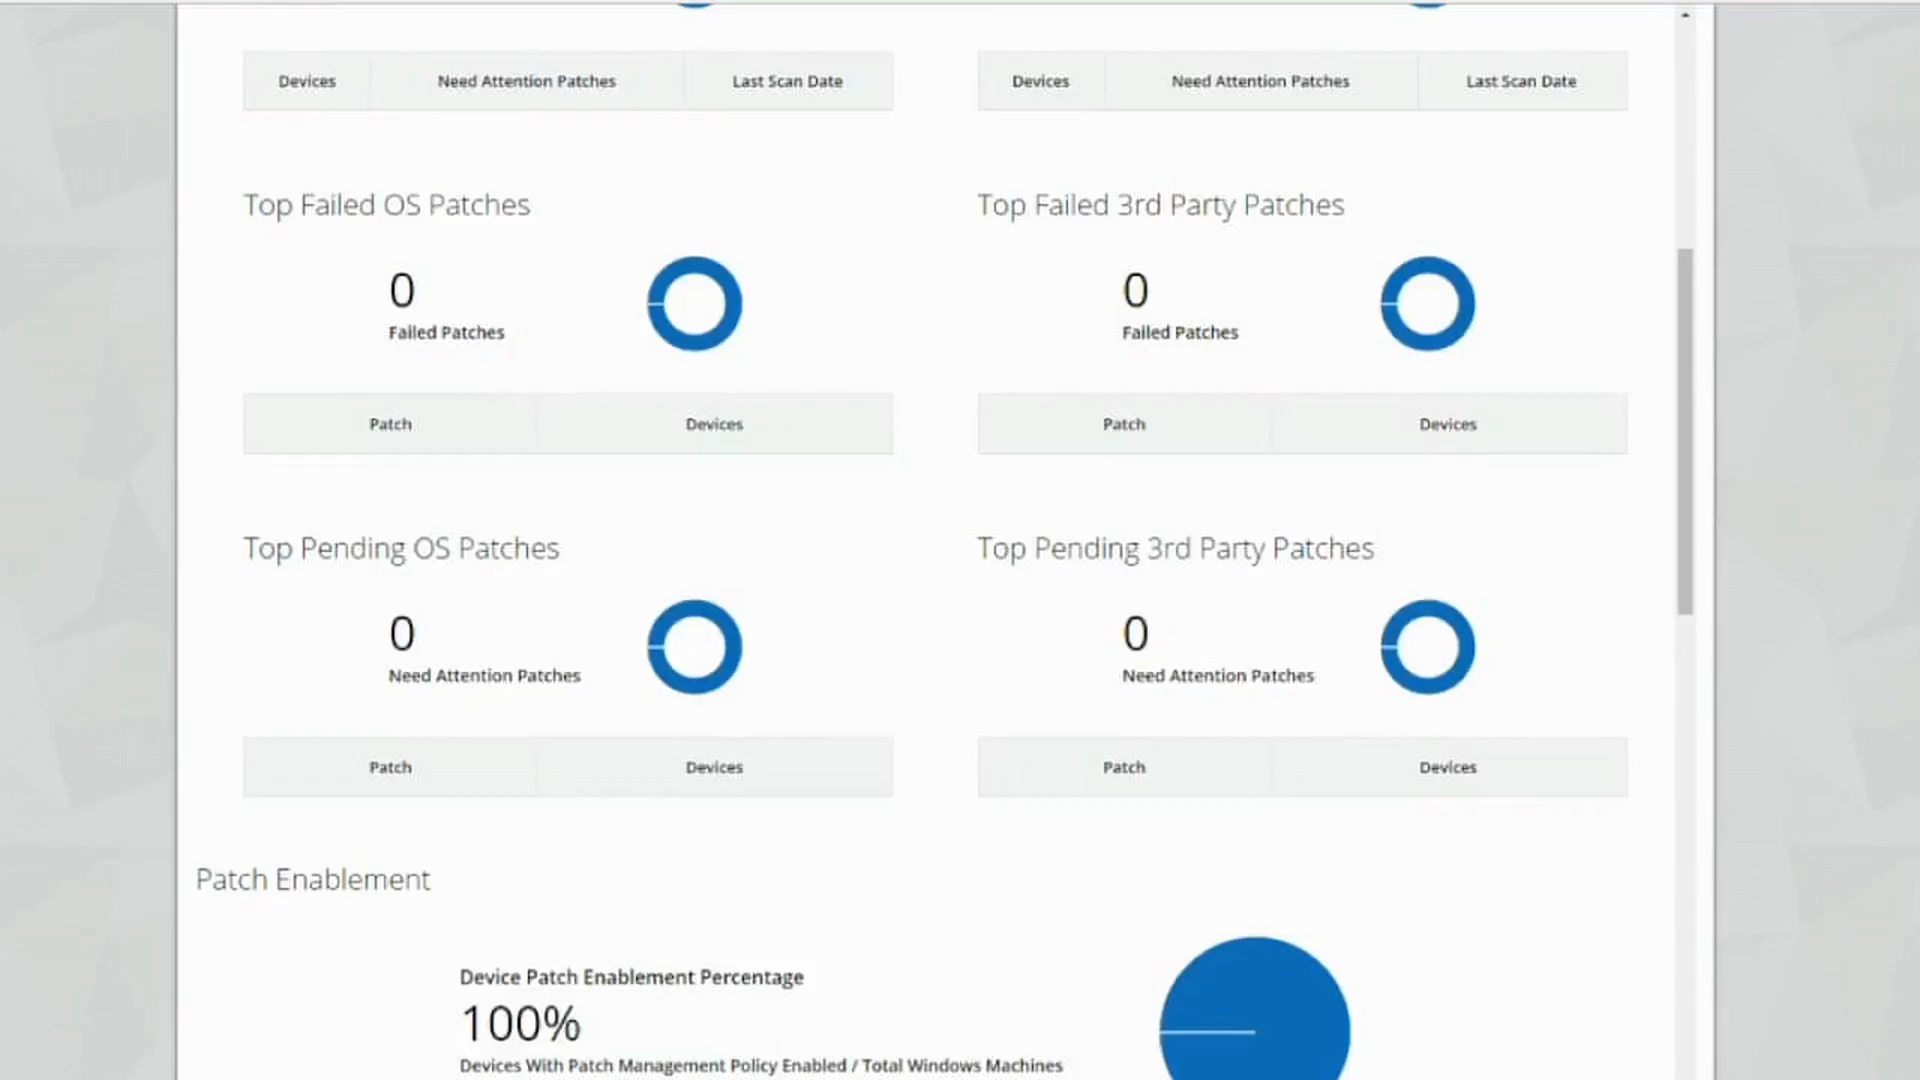 Devices Need Attention Patches Last Scan Date
Devices Need Attention Patches Last Scan Date
Top Failed OS Patches
Top Failed 3rd Party Patches
0
Failed Patches
0
Failed Patches
Patch Devices
Patch Devices
Top Pending OS Patches
Top Pending 3rd Party Patches
0
Need Attention Patches
0
Need Attention Patches
Patch Devices
Patch Devices
Patch Enablement
Device Patch Enablement Percentage
100%
Devices With Patch Management Policy Enabled / Total Windows Machines